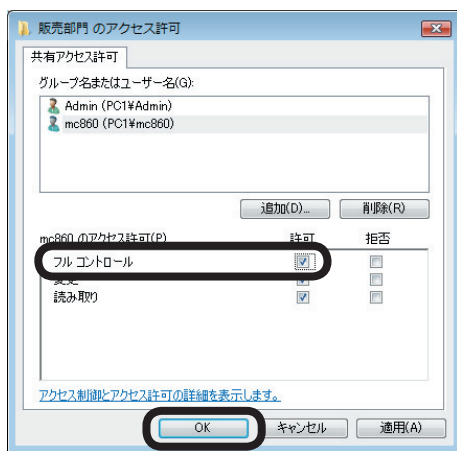 販売部門 のアクセス許可
共有アクセス許可
グループ名またはユーザー名(G):
Admin (PC1¥Admin)
mc860 (PC1¥mc860)
追加(D)... 削除(R)
mc860 のアクセス許可(P) 許可 拒否
フル コントロール
変更
読み取り
アクセス制御とアクセス許可の詳細を表示します。
OK キャンセル 適用(A)